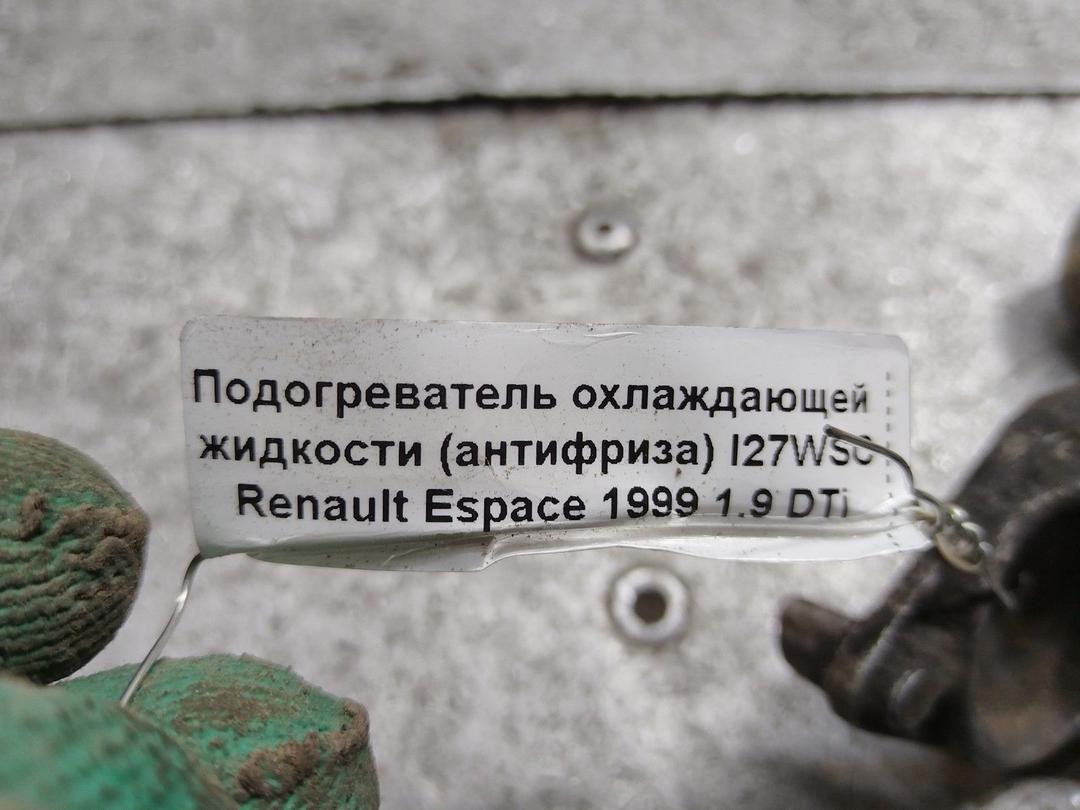 Подогреватель охлаждающей
жидкости (антифриза) I27WSC
Renault Espace 1999 1.9 DTi